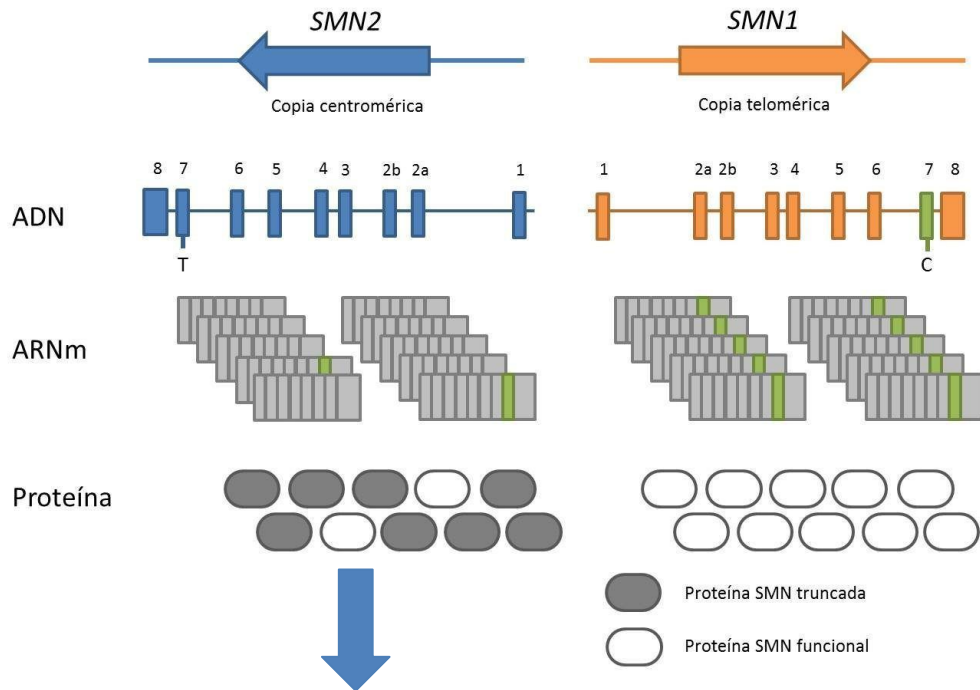 SMN2 SMN1
Copia centromérica Copia telomérica
8 7 6 5 4 3 2b 2a 1 1 2a 2b 3 4 5 6 7 8
ADN
T C
ARNm
Proteína
Proteína SMN truncada
Proteína SMN funcional